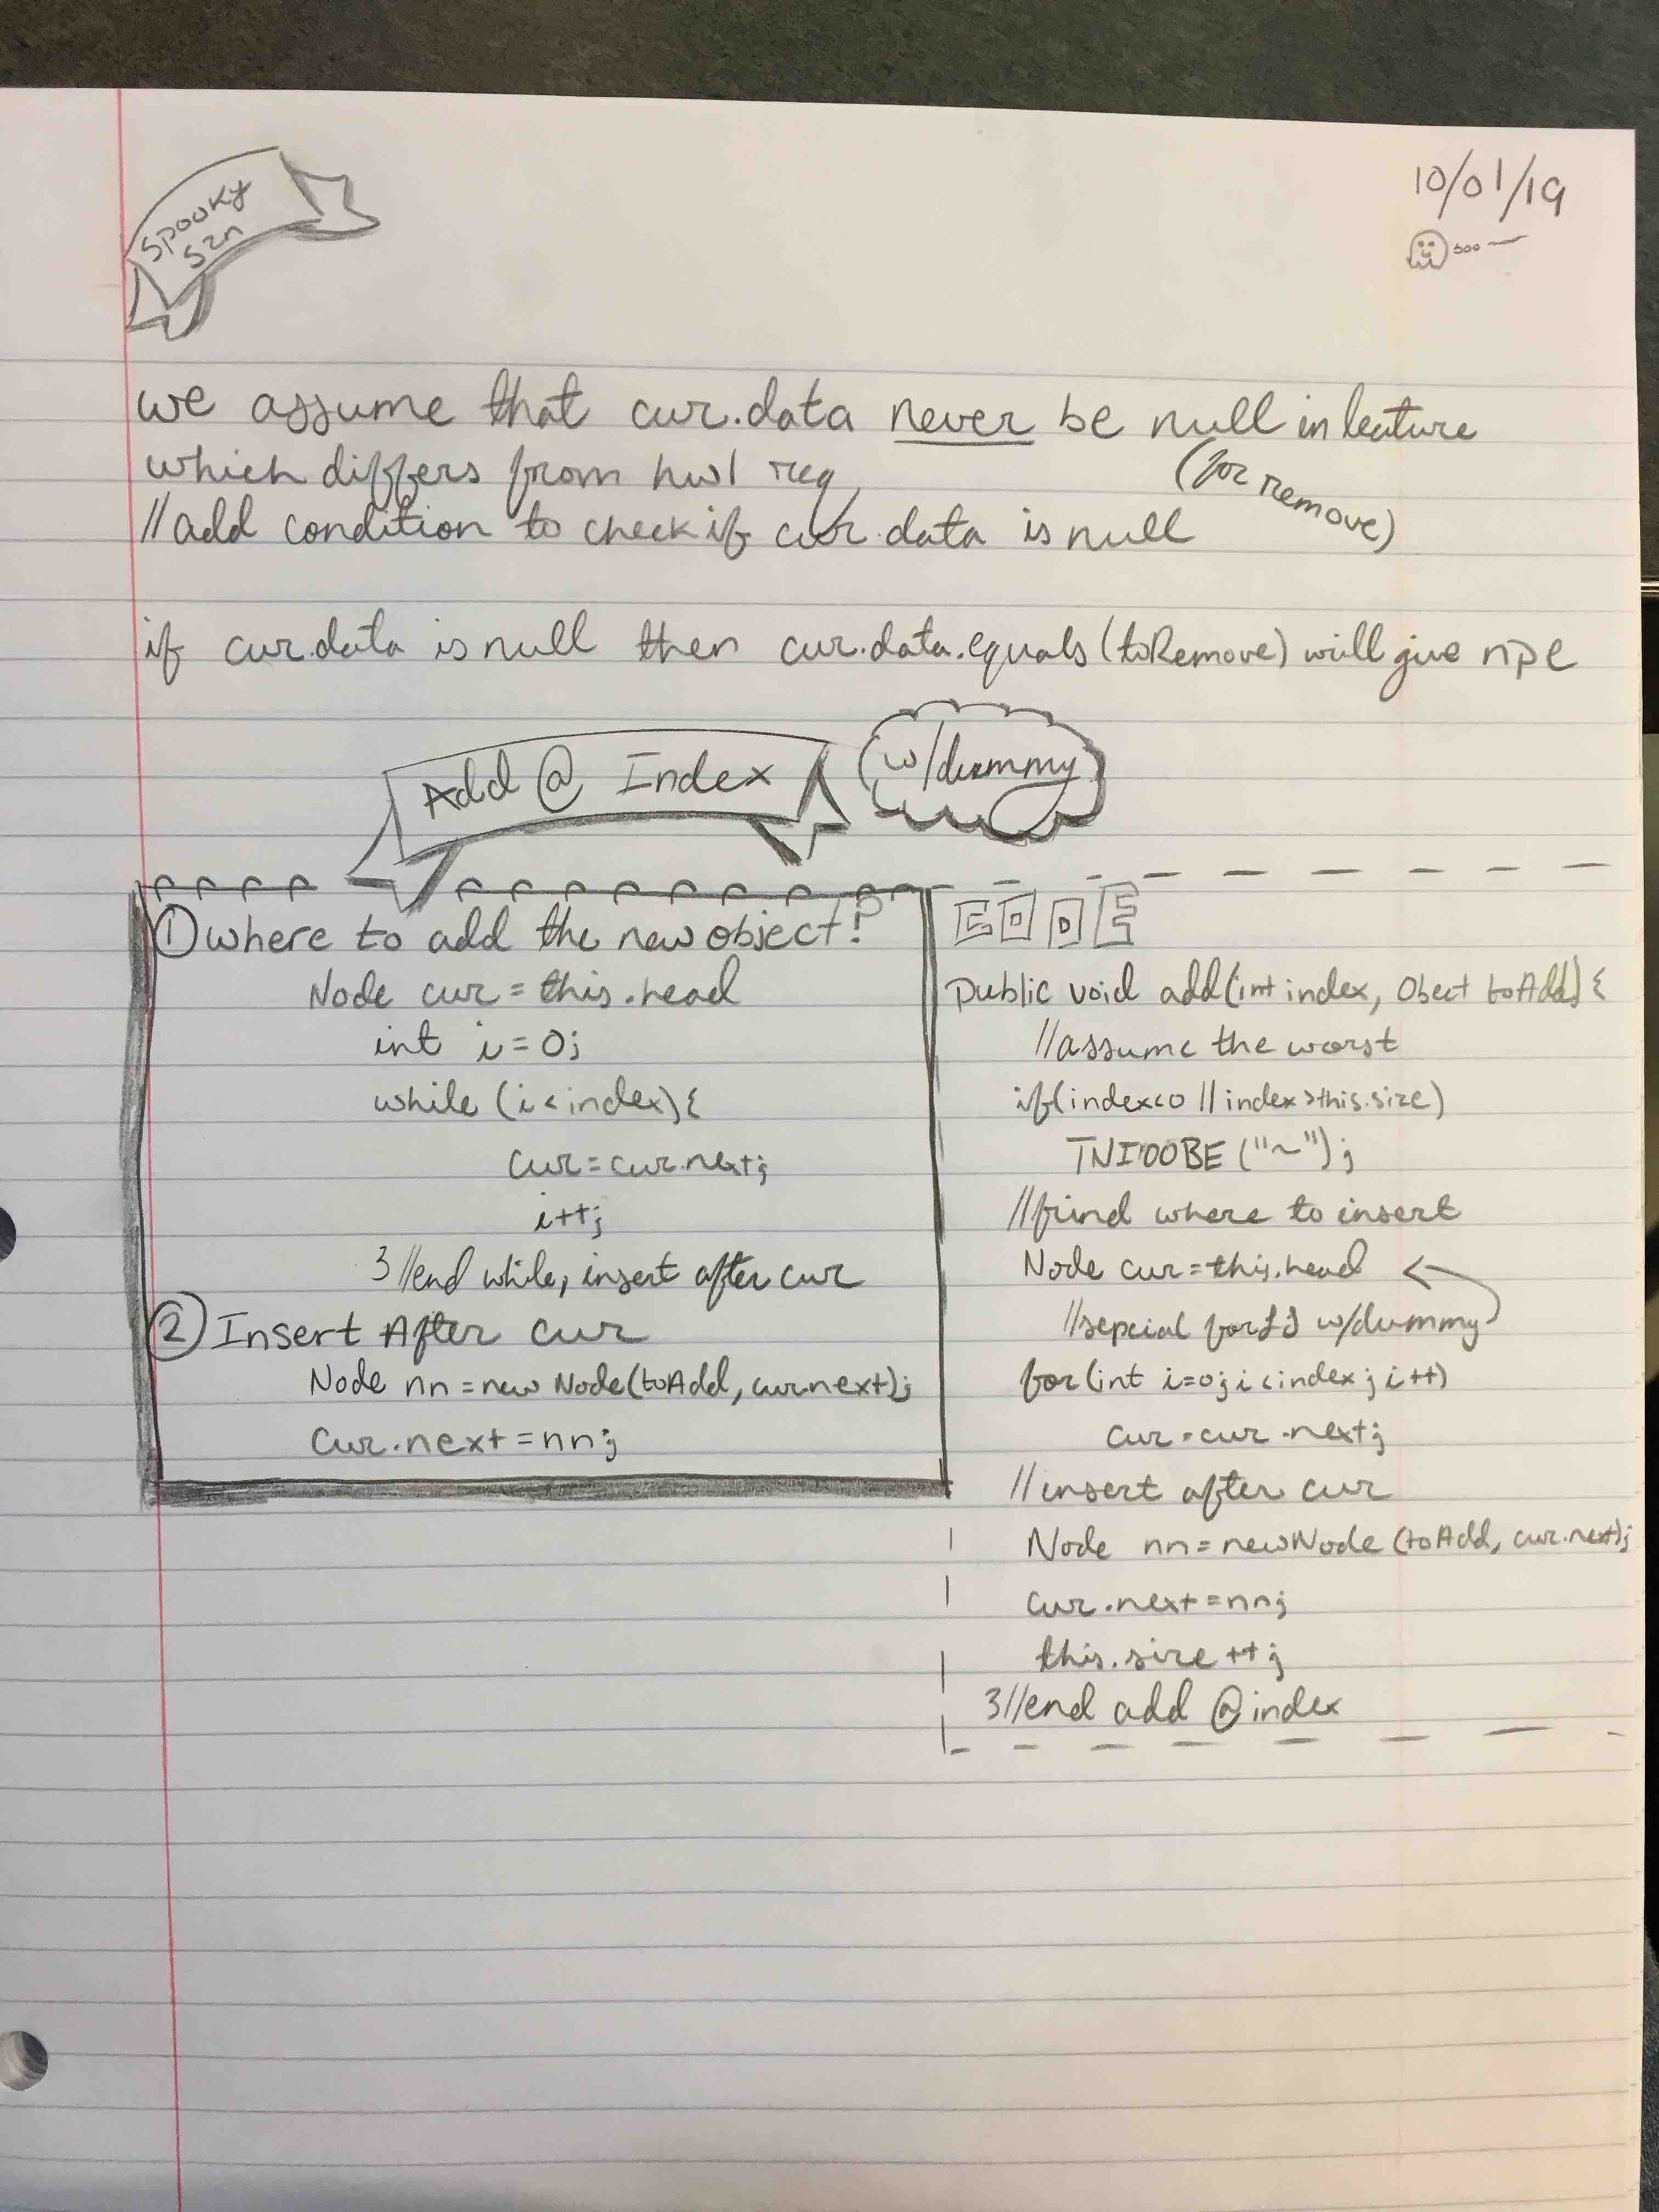 Spooky
szn
10/01/19
boo~
we assume that cur.data never be null in lecture
which differs from hw1 req
(for remove)
//add condition to check if cur.data is null
if cur.data is null then cur.data.equals(toRemove) will give npe
Add @ Index
w/dummy
① where to add the new object?
Node cur = this.head
int i=0;
while (i<index){
cur=cur.next;
i++;
} //end while, insert after cur
② Insert After cur
Node nn = new Node(toAdd, cur.next);
cur.next = nn;
CODE
Public void add(int index, Obect toAdd){
//assume the worst
if(index<0 || index>this.size)
TNIOOBE ("~");
//find where to insert
Node cur=this.head
//sepcial for LL w/dummy
for(int i=0; i<index; i++)
cur=cur.next;
//insert after cur
Node nn=newNode(toAdd, cur.next);
cur.next=nn;
this.size++;
} //end add @index